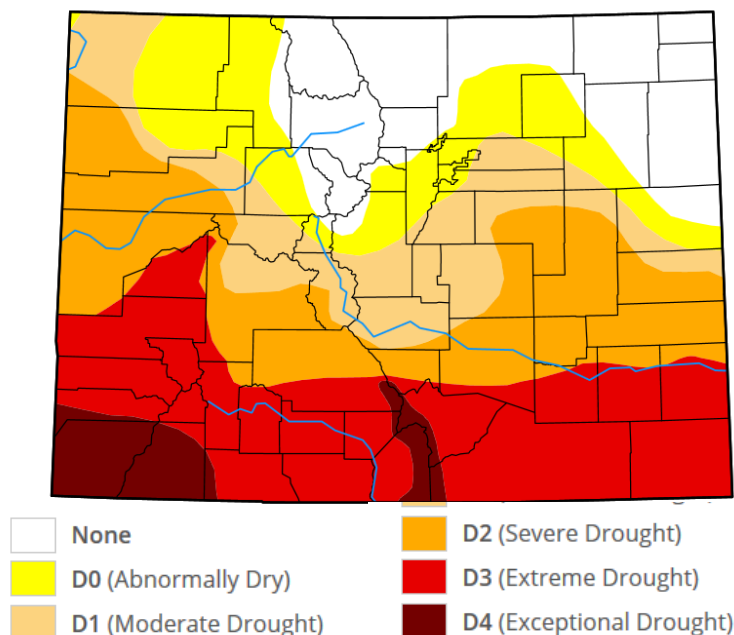 None
D0 (Abnormally Dry)
D1 (Moderate Drought)
D2 (Severe Drought)
D3 (Extreme Drought)
D4 (Exceptional Drought)